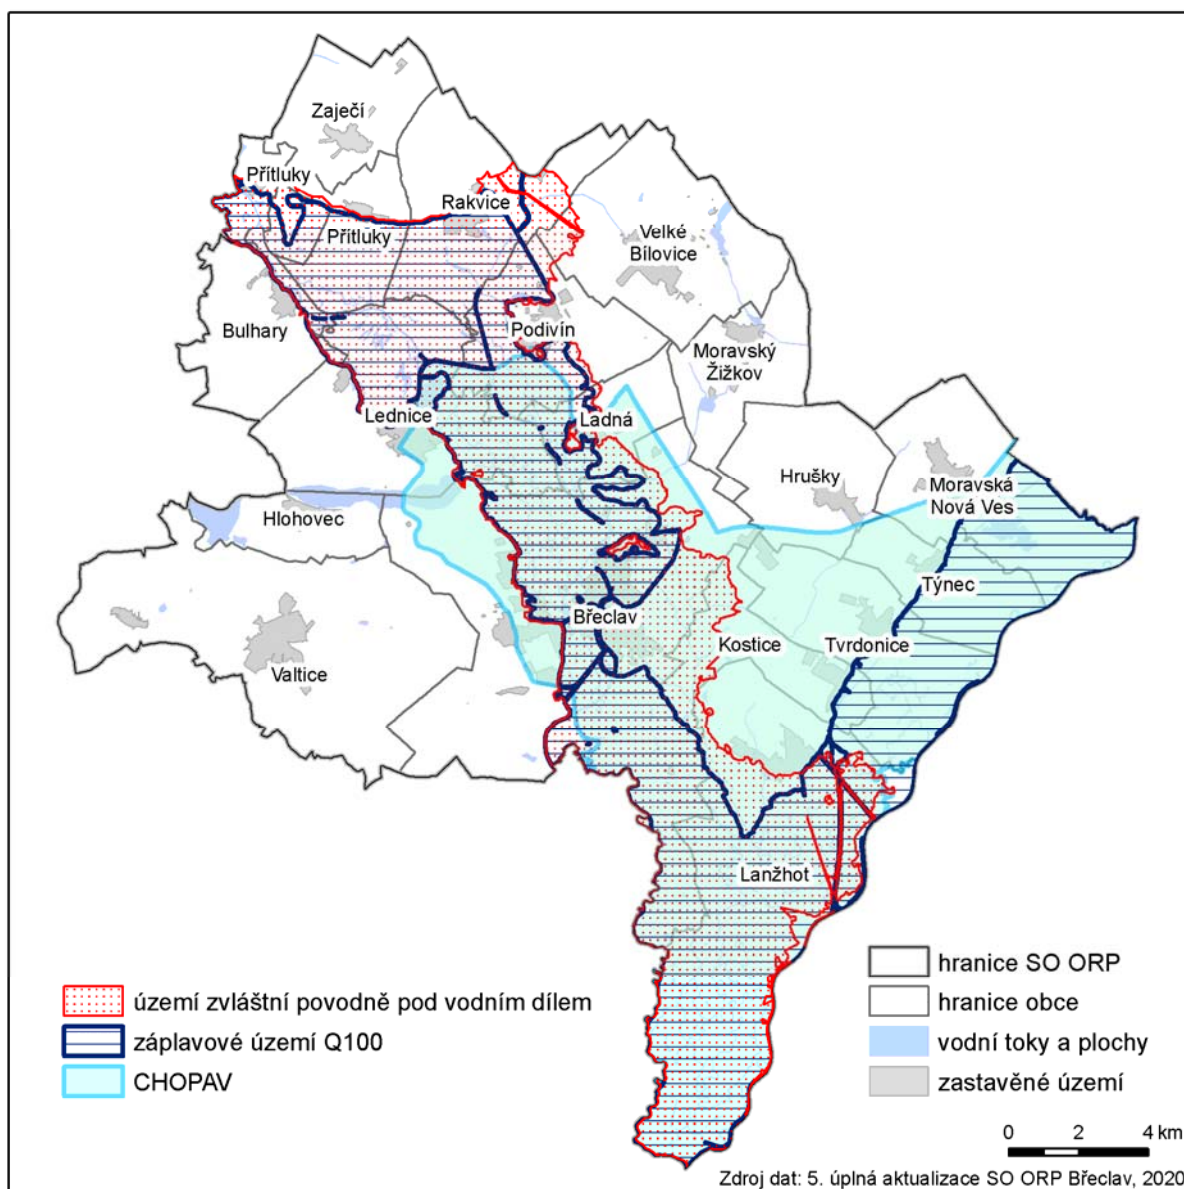 Zaječí
Přítluky
Rakvice
Přítluky
Velké
Bílovice
Bulhary
Podivín
Moravský
Žižkov
Lednice
Ladná
Hrušky
Moravská
Nová Ves
Hlohovec
Týnec
Břeclav
Kostice
Tvrdonice
Valtice
Lanžhot
území zvláštní povodně pod vodním dílem
záplavové území Q100
CHOPAV
hranice SO ORP
hranice obce
vodní toky a plochy
zastavěné území
0 2 4 km
Zdroj dat: 5. úplná aktualizace SO ORP Břeclav, 2020